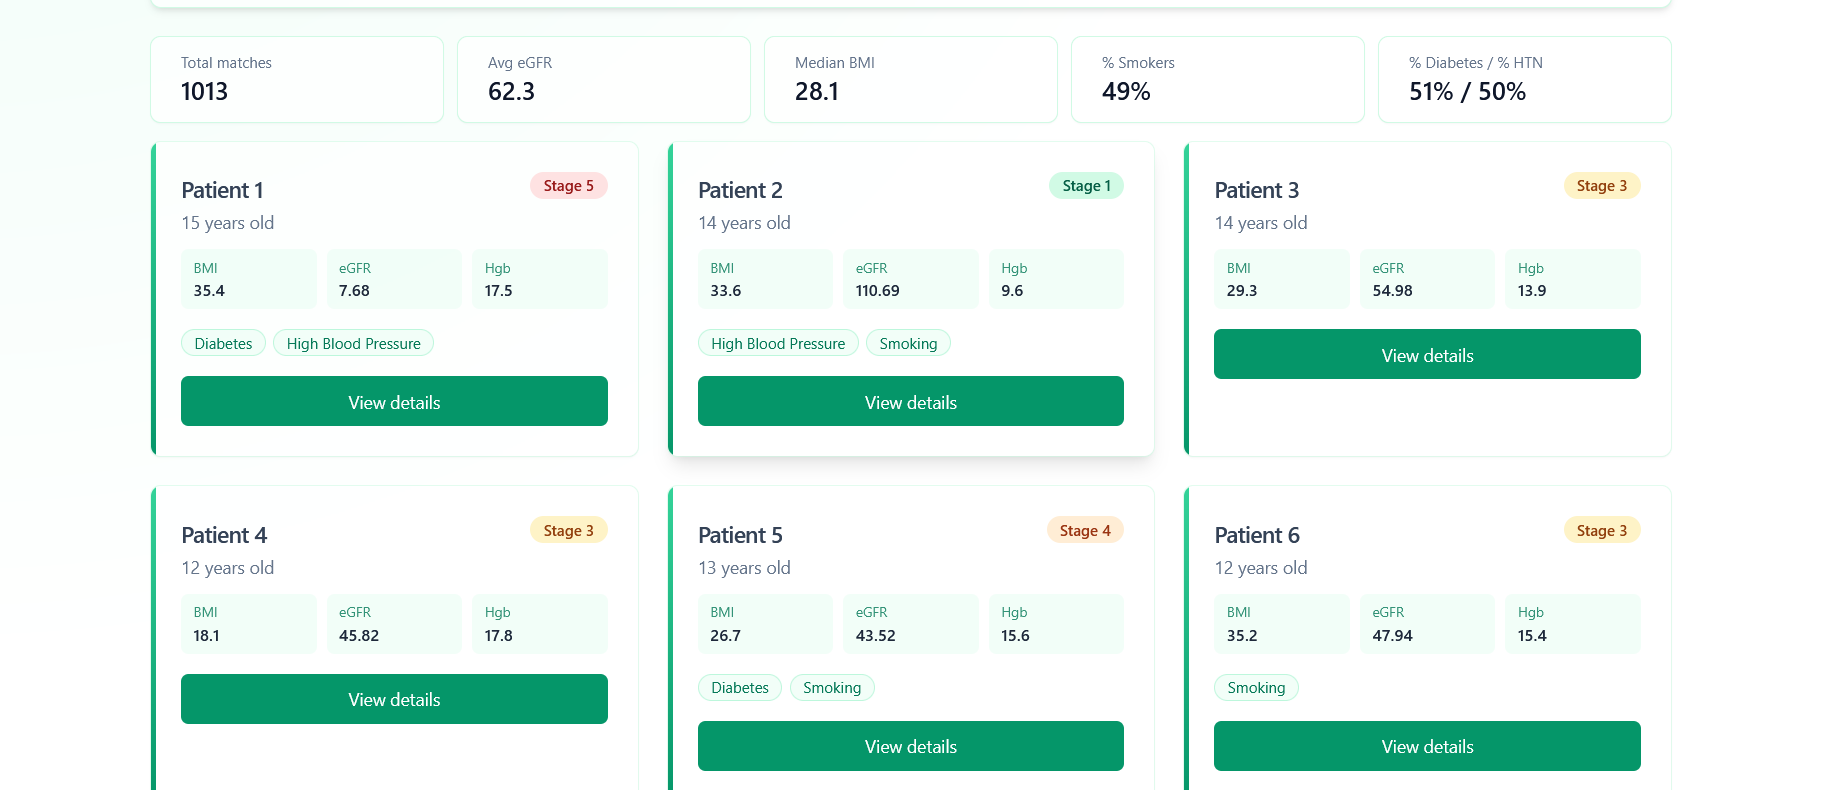 Total matches
1013
Avg eGFR
62.3
Median BMI
28.1
% Smokers
49%
% Diabetes / % HTN
51% / 50%
Patient 1
Stage 5
15 years old
BMI
35.4
eGFR
7.68
Hgb
17.5
Diabetes
High Blood Pressure
View details
Patient 2
Stage 1
14 years old
BMI
33.6
eGFR
110.69
Hgb
9.6
High Blood Pressure
Smoking
View details
Patient 3
Stage 3
14 years old
BMI
29.3
eGFR
54.98
Hgb
13.9
View details
Patient 4
Stage 3
12 years old
BMI
18.1
eGFR
45.82
Hgb
17.8
View details
Patient 5
Stage 4
13 years old
BMI
26.7
eGFR
43.52
Hgb
15.6
Diabetes
Smoking
View details
Patient 6
Stage 3
12 years old
BMI
35.2
eGFR
47.94
Hgb
15.4
Smoking
View details